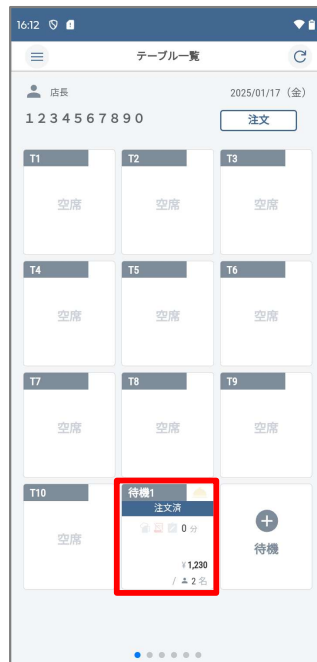 16:12
テーブル一覧
店長
2025/01/17（金）
１２３４５６７８９０
注文
T1
T2
T3
空席
空席
空席
T4
T5
T6
空席
空席
空席
T7
T8
T9
空席
空席
空席
T10
待機1
注文済
0 分
空席
待機
¥ 1,230
/ 2 名